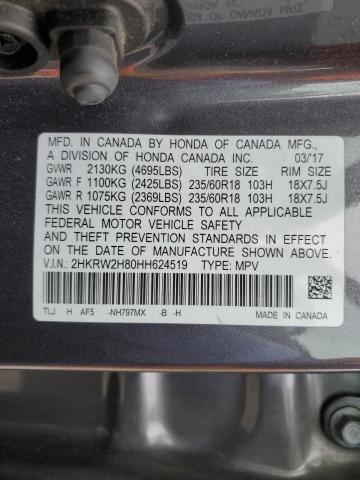 MFD. IN CANADA BY HONDA OF CANADA MFG.,
A DIVISION OF HONDA CANADA INC. 03/'17
GVWR 2130KG (4695LBS) TIRE SIZE RIM SIZE
GAWR F 1100KG (2425LBS) 235/60R18 103H 18X7.5J
GAWR R 1075KG (2369LBS) 235/60R18 103H 18X7.5J
THIS VEHICLE CONFORMS TO ALL APPLICABLE
FEDERAL MOTOR VEHICLE SAFETY BUMPER,
AND THEFT PREVENTION STANDARDS IN EFFECT
ON THE DATE OF MANUFACTURE SHOWN ABOVE.
V.I.N.: 2HKRW2H80HH624519 TYPE: MPV
TLJ H AF5 -NH797MX -B -H MADE IN CANADA